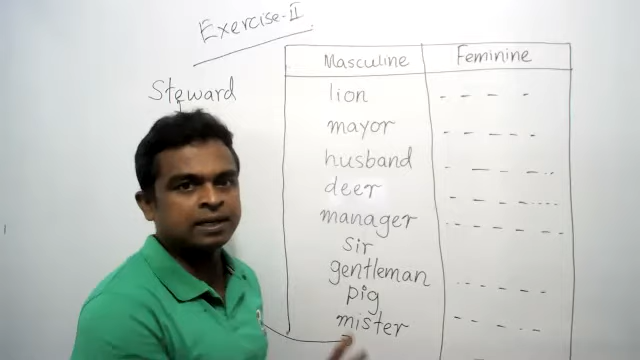 Exercise-II
Masculine Feminine
Steward
lion - - - -
mayor - - - - -
husband - - - - ..
deer - - - - ....
manager - - - - - -
sir
gentleman - - - - -
pig
mister - - - -